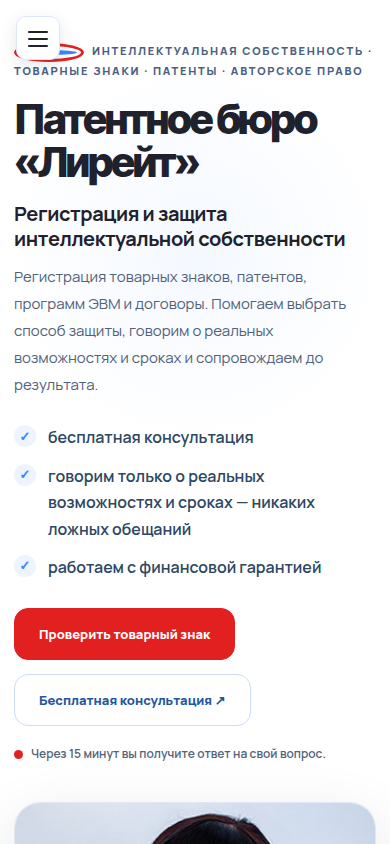 ИНТЕЛЛЕКТУАЛЬНАЯ СОБСТВЕННОСТЬ ·
ТОВАРНЫЕ ЗНАКИ · ПАТЕНТЫ · АВТОРСКОЕ ПРАВО
Патентное бюро
«Лирейт»
Регистрация и защита
интеллектуальной собственности
Регистрация товарных знаков, патентов,
программ ЭВМ и договоры. Помогаем выбрать
способ защиты, говорим о реальных
возможностях и сроках и сопровождаем до
результата.
✓ бесплатная консультация
✓ говорим только о реальных
возможностях и сроках — никаких
ложных обещаний
✓ работаем с финансовой гарантией
Проверить товарный знак
Бесплатная консультация ↗
Через 15 минут вы получите ответ на свой вопрос.